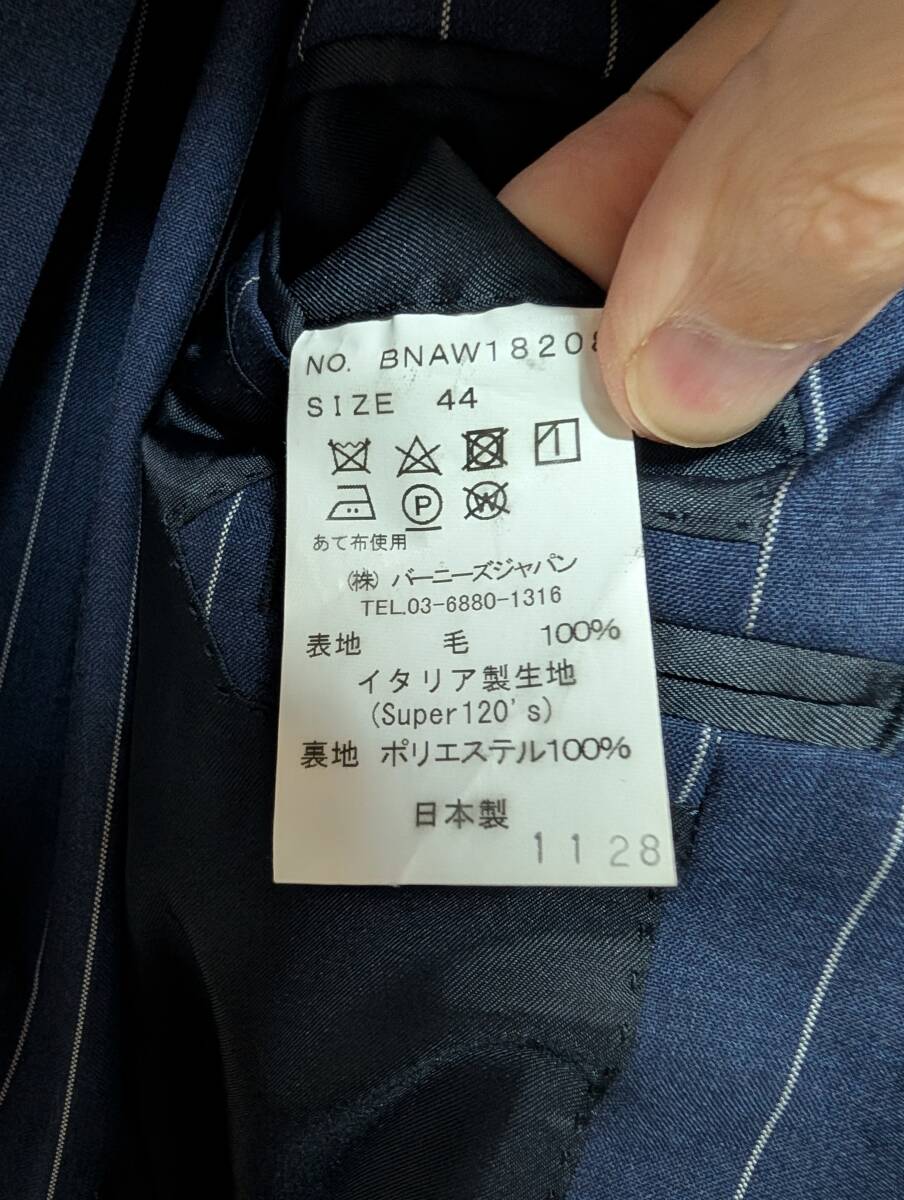 NO. BNAW18208
SIZE 44
P W
あて布使用
(株) バーニーズジャパン
TEL.03-6880-1316
表地 毛 100%
イタリア製生地
(Super120's)
裏地 ポリエステル100%
日本製
1128